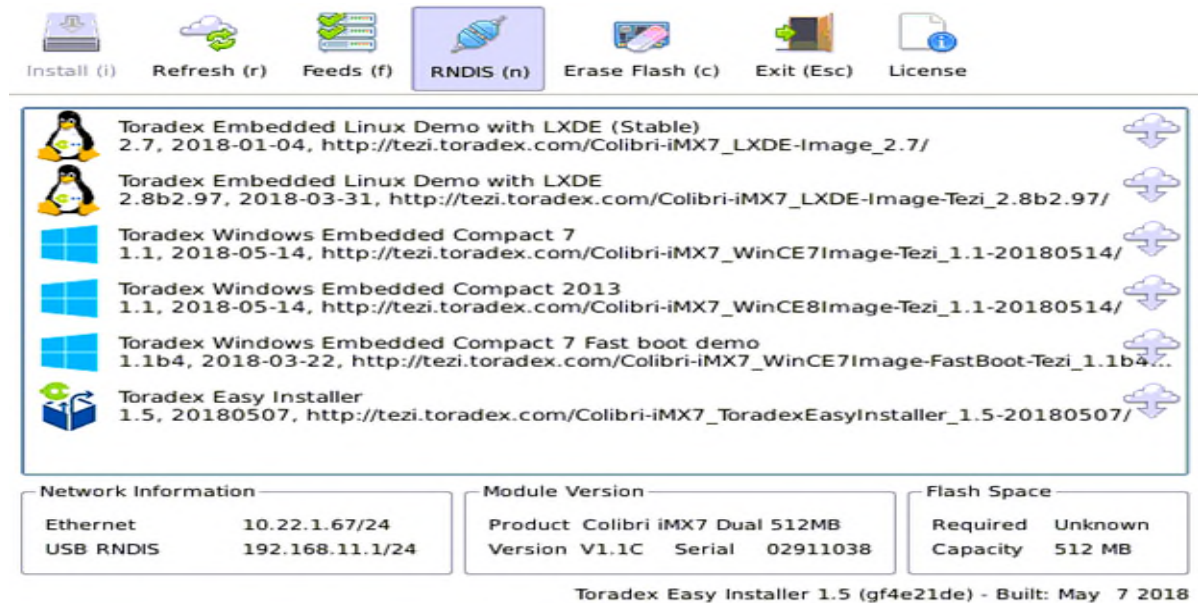 Install (i) Refresh (r) Feeds (f) RNDIS (n) Erase Flash (c) Exit (Esc) License
Toradex Embedded Linux Demo with LXDE (Stable)
2.7, 2018-01-04, http://tezi.toradex.com/Colibri-iMX7_LXDE-Image_2.7/
Toradex Embedded Linux Demo with LXDE
2.8b2.97, 2018-03-31, http://tezi.toradex.com/Colibri-iMX7_LXDE-Image-Tezi_2.8b2.97/
Toradex Windows Embedded Compact 7
1.1, 2018-05-14, http://tezi.toradex.com/Colibri-iMX7_WinCE7Image-Tezi_1.1-20180514/
Toradex Windows Embedded Compact 2013
1.1, 2018-05-14, http://tezi.toradex.com/Colibri-iMX7_WinCE8Image-Tezi_1.1-20180514/
Toradex Windows Embedded Compact 7 Fast boot demo
1.1b4, 2018-03-22, http://tezi.toradex.com/Colibri-iMX7_WinCE7Image-FastBoot-Tezi_1.1b4...
Toradex Easy Installer
1.5, 20180507, http://tezi.toradex.com/Colibri-iMX7_ToradexEasyInstaller_1.5-20180507/
Network Information
Ethernet 10.22.1.67/24
USB RNDIS 192.168.11.1/24
Module Version
Product Colibri iMX7 Dual 512MB
Version V1.1C Serial 02911038
Flash Space
Required Unknown
Capacity 512 MB
Toradex Easy Installer 1.5 (gf4e21de) - Built: May 7 2018